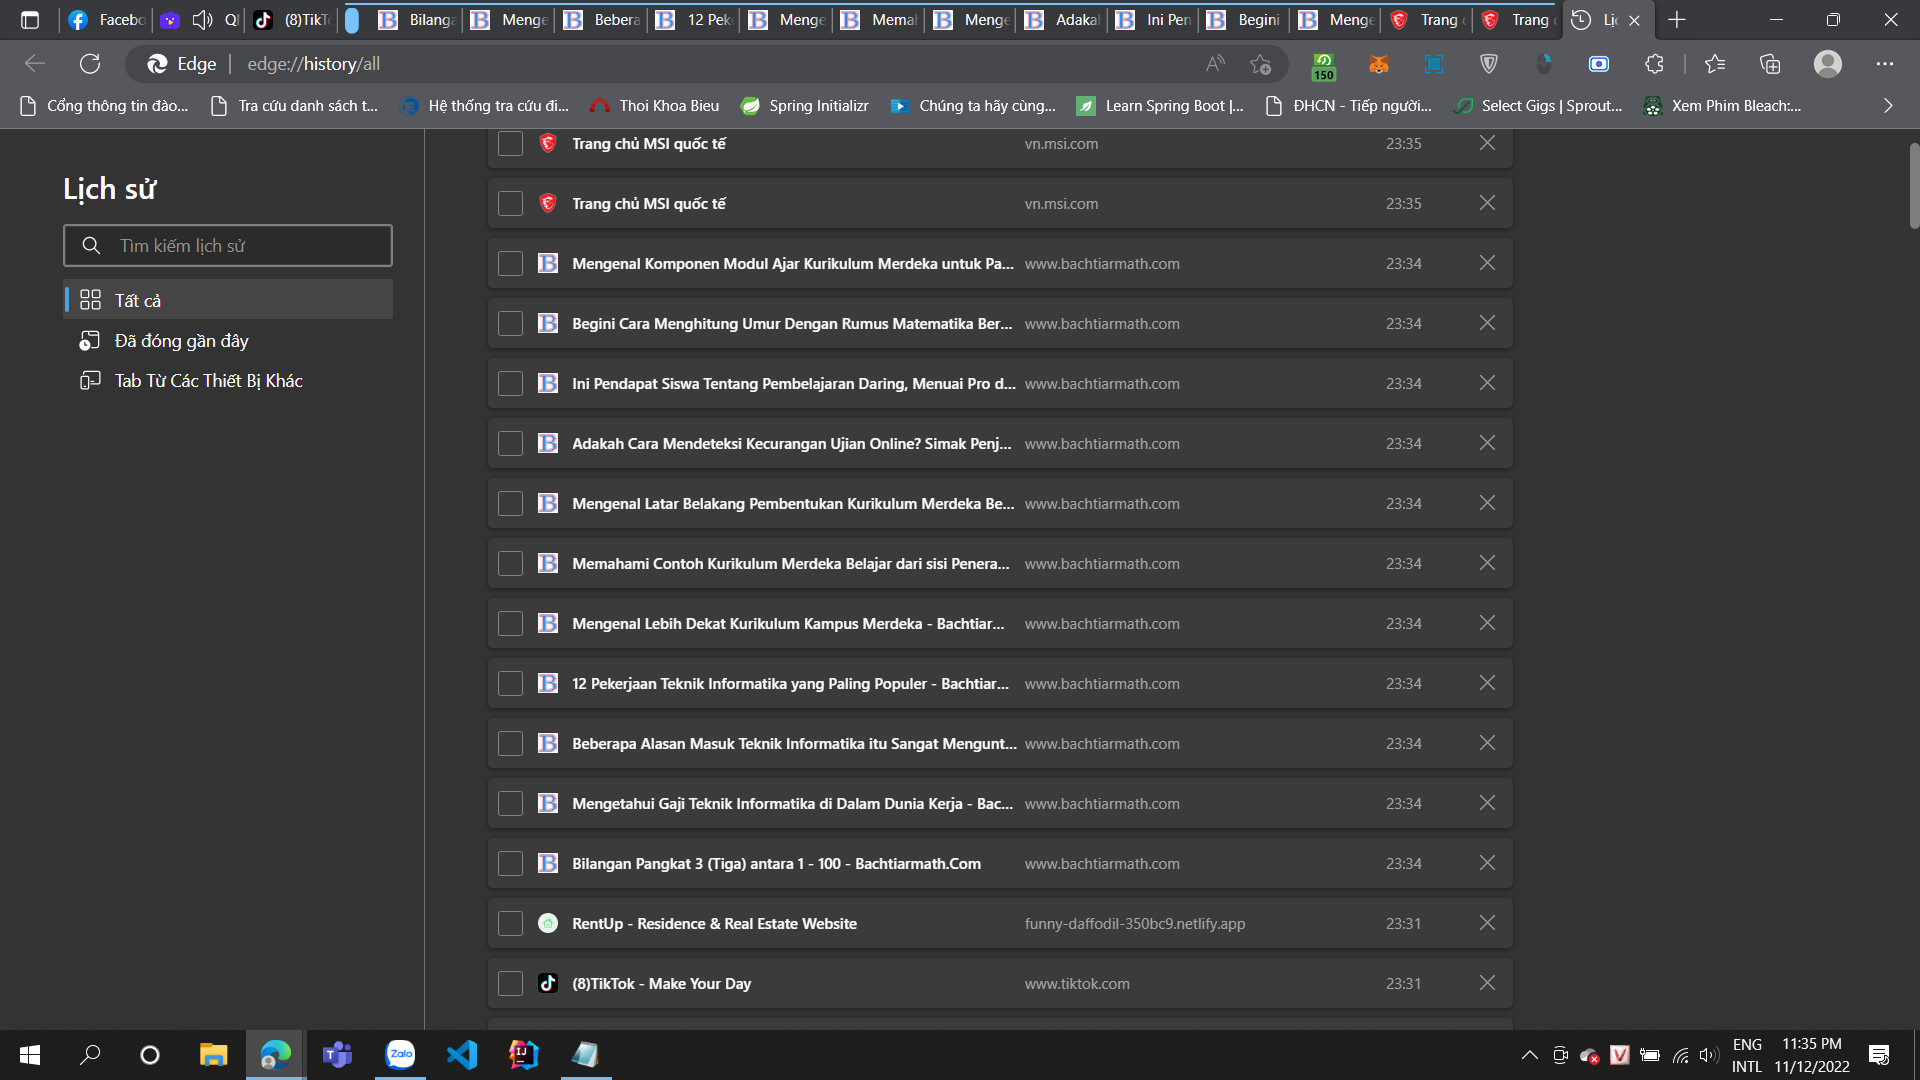 Facebo
Q
(8)TikTo
Bilanga
Menge
Bebera
12 Peke
Menge
Memah
Menge
Adakah
Ini Pen
Begini
Menge
Trang c
Trang c
Lịc
Edge
edge://history/all
150
Cổng thông tin đào...
Tra cứu danh sách t...
Hệ thống tra cứu đi...
Thoi Khoa Bieu
Spring Initializr
Chúng ta hãy cùng...
Learn Spring Boot |...
ĐHCN - Tiếp người...
Select Gigs | Sprout...
Xem Phim Bleach:...
Lịch sử
Tìm kiếm lịch sử
Tất cả
Đã đóng gần đây
Tab Từ Các Thiết Bị Khác
Trang chủ MSI quốc tế vn.msi.com 23:35
Trang chủ MSI quốc tế vn.msi.com 23:35
Mengenal Komponen Modul Ajar Kurikulum Merdeka untuk Pa... www.bachtiarmath.com 23:34
Begini Cara Menghitung Umur Dengan Rumus Matematika Ber... www.bachtiarmath.com 23:34
Ini Pendapat Siswa Tentang Pembelajaran Daring, Menuai Pro d... www.bachtiarmath.com 23:34
Adakah Cara Mendeteksi Kecurangan Ujian Online? Simak Penj... www.bachtiarmath.com 23:34
Mengenal Latar Belakang Pembentukan Kurikulum Merdeka Be... www.bachtiarmath.com 23:34
Memahami Contoh Kurikulum Merdeka Belajar dari sisi Penera... www.bachtiarmath.com 23:34
Mengenal Lebih Dekat Kurikulum Kampus Merdeka - Bachtiar... www.bachtiarmath.com 23:34
12 Pekerjaan Teknik Informatika yang Paling Populer - Bachtiar... www.bachtiarmath.com 23:34
Beberapa Alasan Masuk Teknik Informatika itu Sangat Mengunt... www.bachtiarmath.com 23:34
Mengetahui Gaji Teknik Informatika di Dalam Dunia Kerja - Bac... www.bachtiarmath.com 23:34
Bilangan Pangkat 3 (Tiga) antara 1 - 100 - Bachtiarmath.Com www.bachtiarmath.com 23:34
RentUp - Residence & Real Estate Website funny-daffodil-350bc9.netlify.app 23:31
(8)TikTok - Make Your Day www.tiktok.com 23:31
Zalo
ENG
INTL
11:35 PM
11/12/2022